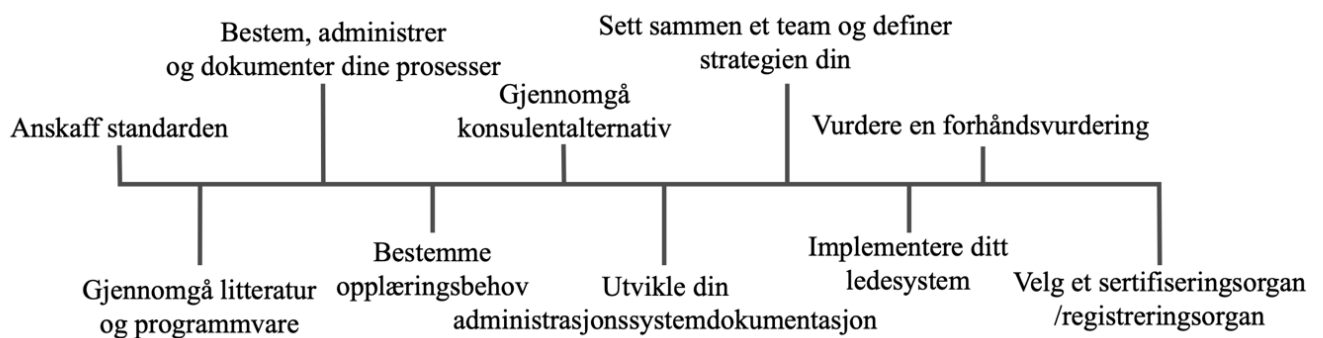 Anskaff standarden
Gjennomgå litteratur
og programmvare
Bestem, administrer
og dokumenter dine prosesser
Bestemme
opplæringsbehov
Gjennomgå
konsulentalternativ
Utvikle din
administrasjonssystemdokumentasjon
Sett sammen et team og definer
strategien din
Implementere ditt
ledesystem
Vurdere en forhåndsvurdering
Velg et sertifiseringsorgan
/registreringsorgan